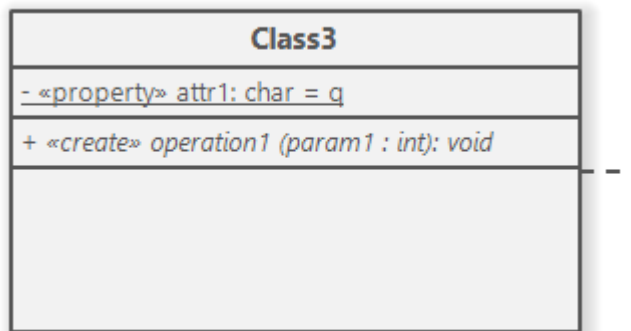 Class3
- «property» attr1: char = q
+ «create» operation1 (param1 : int): void